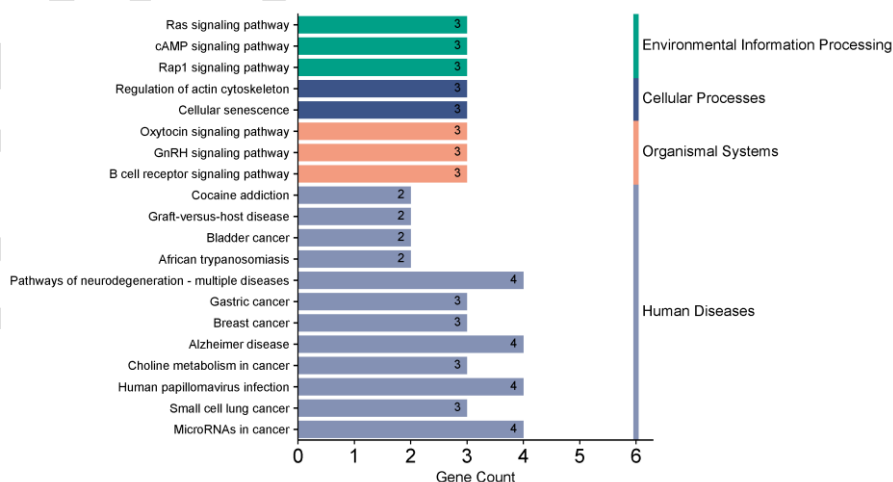 Ras signaling pathway 3
cAMP signaling pathway 3
Rap1 signaling pathway 3
Regulation of actin cytoskeleton 3
Cellular senescence 3
Oxytocin signaling pathway 3
GnRH signaling pathway 3
B cell receptor signaling pathway 3
Cocaine addiction 2
Graft-versus-host disease 2
Bladder cancer 2
African trypanosomiasis 2
Pathways of neurodegeneration - multiple diseases 4
Gastric cancer 3
Breast cancer 3
Alzheimer disease 4
Choline metabolism in cancer 3
Human papillomavirus infection 4
Small cell lung cancer 3
MicroRNAs in cancer 4
0 1 2 3 4 5 6
Gene Count
Environmental Information Processing
Cellular Processes
Organismal Systems
Human Diseases